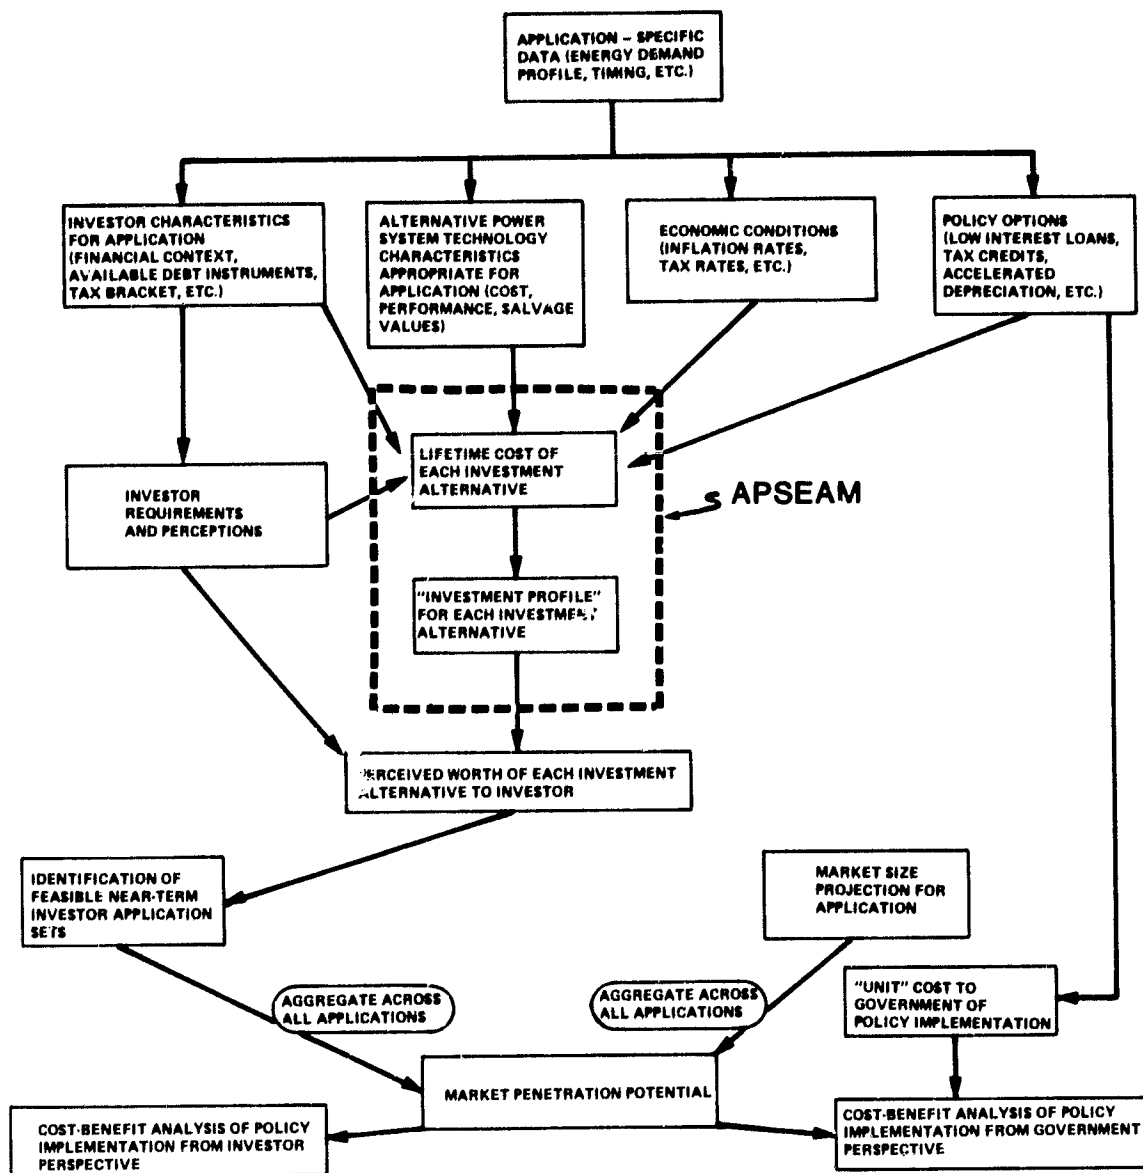 APPLICATION – SPECIFIC
DATA (ENERGY DEMAND
PROFILE, TIMING, ETC.)
INVESTOR CHARACTERISTICS
FOR APPLICATION
(FINANCIAL CONTEXT,
AVAILABLE DEBT INSTRUMENTS,
TAX BRACKET, ETC.)
ALTERNATIVE POWER
SYSTEM TECHNOLOGY
CHARACTERISTICS
APPROPRIATE FOR
APPLICATION (COST,
PERFORMANCE, SALVAGE
VALUES)
ECONOMIC CONDITIONS
(INFLATION RATES,
TAX RATES, ETC.)
POLICY OPTIONS
(LOW INTEREST LOANS,
TAX CREDITS,
ACCELERATED
DEPRECIATION, ETC.)
LIFETIME COST OF
EACH INVESTMENT
ALTERNATIVE
INVESTOR
REQUIREMENTS
AND PERCEPTIONS
APSEAM
"INVESTMENT PROFILE"
FOR EACH INVESTMENT
ALTERNATIVE
PERCEIVED WORTH OF EACH INVESTMENT
ALTERNATIVE TO INVESTOR
IDENTIFICATION OF
FEASIBLE NEAR-TERM
INVESTOR APPLICATION
SETS
MARKET SIZE
PROJECTION FOR
APPLICATION
AGGREGATE ACROSS
ALL APPLICATIONS
AGGREGATE ACROSS
ALL APPLICATIONS
"UNIT" COST TO
GOVERNMENT OF
POLICY IMPLEMENTATION
MARKET PENETRATION POTENTIAL
COST-BENEFIT ANALYSIS OF POLICY
IMPLEMENTATION FROM INVESTOR
PERSPECTIVE
COST-BENEFIT ANALYSIS OF POLICY
IMPLEMENTATION FROM GOVERNMENT
PERSPECTIVE